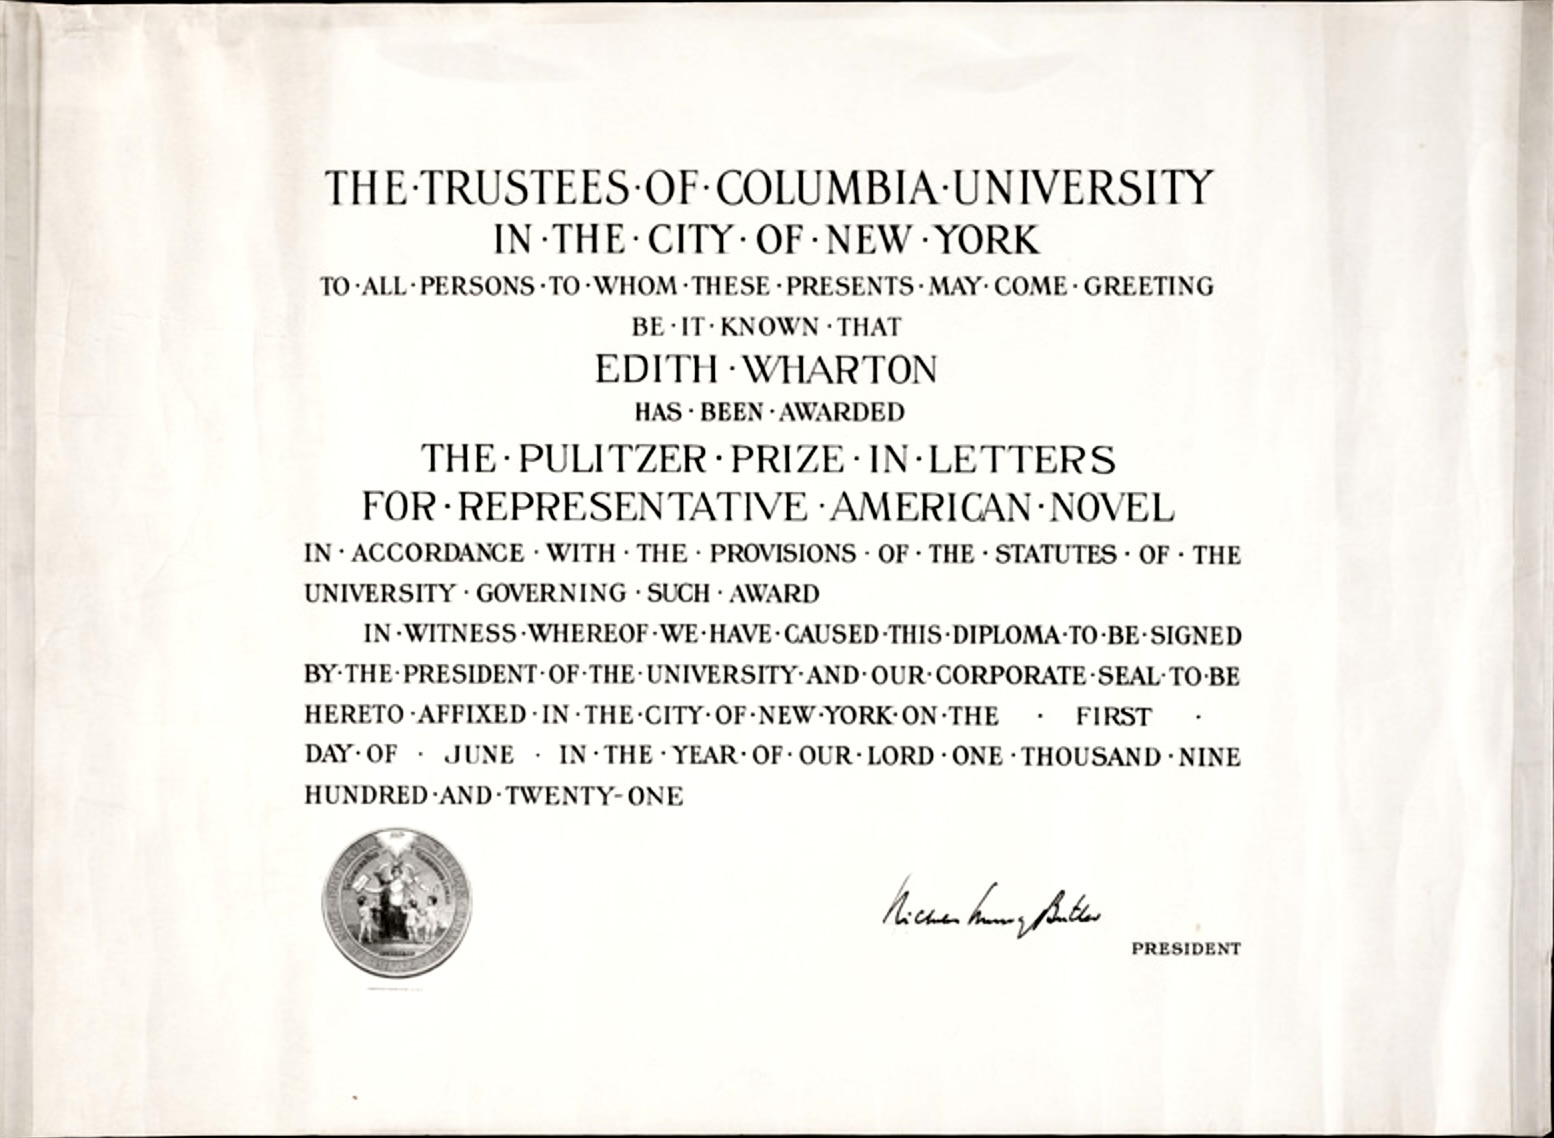 THE·TRUSTEES·OF·COLUMBIA·UNIVERSITY
IN·THE·CITY·OF·NEW·YORK
TO·ALL·PERSONS·TO·WHOM·THESE·PRESENTS·MAY·COME·GREETING
BE·IT·KNOWN·THAT
EDITH·WHARTON
HAS·BEEN·AWARDED
THE·PULITZER·PRIZE·IN·LETTERS
FOR·REPRESENTATIVE·AMERICAN·NOVEL
IN·ACCORDANCE·WITH·THE·PROVISIONS·OF·THE·STATUTES·OF·THE
UNIVERSITY·GOVERNING·SUCH·AWARD
IN·WITNESS·WHEREOF·WE·HAVE·CAUSED·THIS·DIPLOMA·TO·BE·SIGNED
BY·THE·PRESIDENT·OF·THE·UNIVERSITY·AND·OUR·CORPORATE·SEAL·TO·BE
HERETO·AFFIXED·IN·THE·CITY·OF·NEW·YORK·ON·THE · FIRST ·
DAY·OF · JUNE · IN·THE·YEAR·OF·OUR·LORD·ONE·THOUSAND·NINE
HUNDRED·AND·TWENTY-ONE
Nicholas Murray Butler
PRESIDENT